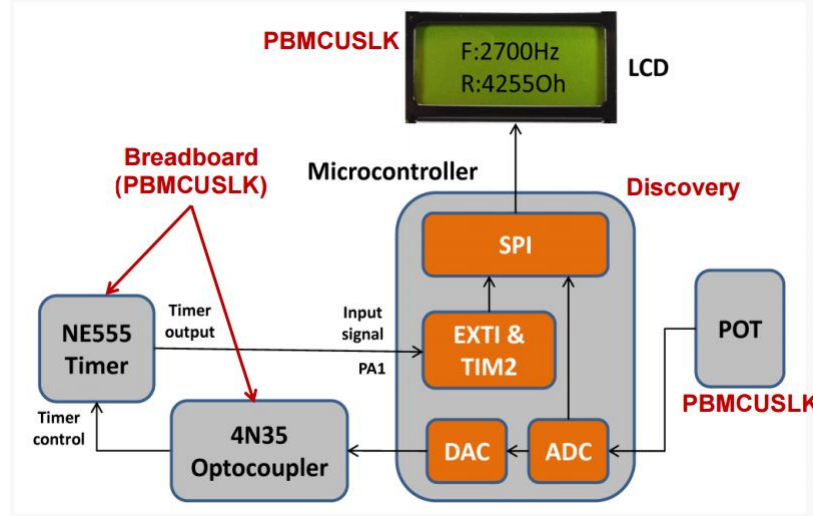 PBMCUSLK
F:2700Hz
R:4255Oh
LCD
Breadboard
(PBMCUSLK)
Microcontroller
Discovery
SPI
NE555
Timer
Timer
output
Input
signal
PA1
EXTI &
TIM2
POT
PBMCUSLK
Timer
control
4N35
Optocoupler
DAC
ADC